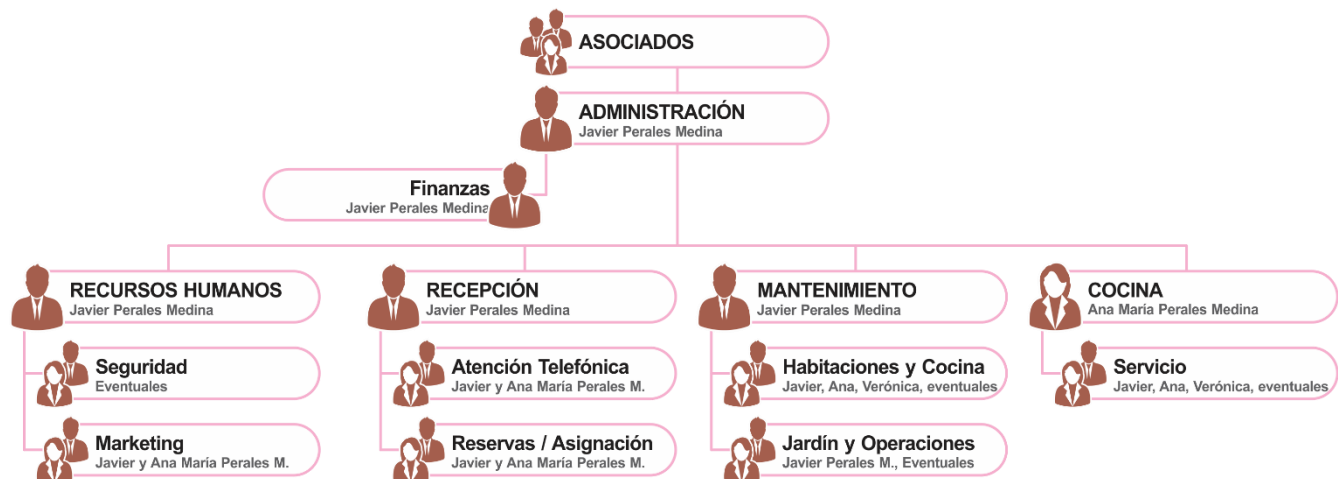 ASOCIADOS
ADMINISTRACIÓN
Javier Perales Medina
Finanzas
Javier Perales Medina
RECURSOS HUMANOS
Javier Perales Medina
Seguridad
Eventuales
Marketing
Javier y Ana María Perales M.
RECEPCIÓN
Javier Perales Medina
Atención Telefónica
Javier y Ana María Perales M.
Reservas / Asignación
Javier y Ana María Perales M.
MANTENIMIENTO
Javier Perales Medina
Habitaciones y Cocina
Javier, Ana, Verónica, eventuales
Jardín y Operaciones
Javier Perales M., Eventuales
COCINA
Ana María Perales Medina
Servicio
Javier, Ana, Verónica, eventuales